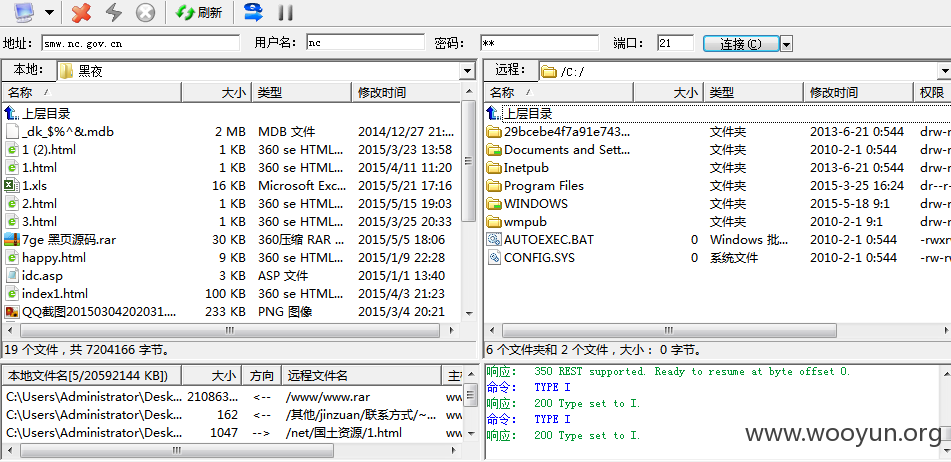 刷新
地址: smw.nc.gov.cn 用户名: nc 密码: ** 端口: 21 连接(C)
本地: 黑夜
名称 大小 类型 修改时间
上层目录
_dk_$%^&.mdb 2 MB MDB 文件 2014/12/27 21:...
1 (2).html 1 KB 360 se HTML... 2015/3/23 13:58
1.html 1 KB 360 se HTML... 2015/4/11 11:20
1.xls 16 KB Microsoft Exc... 2015/5/21 17:16
2.html 1 KB 360 se HTML... 2015/5/15 19:03
3.html 1 KB 360 se HTML... 2015/3/25 20:33
7ge 黑页源码.rar 30 KB 360压缩 RAR ... 2015/5/5 18:06
happy.html 9 KB 360 se HTML... 2015/1/9 22:28
idc.asp 3 KB ASP 文件 2015/1/1 13:40
index1.html 100 KB 360 se HTML... 2015/4/3 21:23
QQ截图20150304202031.... 233 KB PNG 图像 2015/3/4 20:21
19 个文件，共 7204166 字节。
远程: /C:/
名称 大小 类型 修改时间 权限
上层目录
29bcebe4f7a91e743... 文件夹 2013-6-21 0:544 drw-r
Documents and Sett... 文件夹 2010-2-1 0:544 drw-r
Inetpub 文件夹 2013-6-21 0:544 drw-r
Program Files 文件夹 2015-3-25 16:24 dr--r-
WINDOWS 文件夹 2015-5-18 9:1 drw-r
wmpub 文件夹 2010-2-1 9:1 drw-r
AUTOEXEC.BAT 0 Windows 批... 2010-2-1 0:544 -rwxr
CONFIG.SYS 0 系统文件 2010-2-1 0:544 -rw-rw
6 个文件夹和 2 个文件，大小： 0 字节。
本地文件名[5/20592144 KB]) 大小 方向 远程文件名 主
C:\Users\Administrator\Desk... 210863... <-- /www/www.rar ww
C:\Users\Administrator\Desk... 162 <-- /其他/jinzuan/联系方式/~... ww
C:\Users\Administrator\Desk... 1047 --> /net/国土资源/1.html ww
响应: 350 REST supported. Ready to resume at byte offset 0.
命令: TYPE I
响应: 200 Type set to I.
命令: TYPE I
响应: 200 Type set to I.
www.wooyun.org